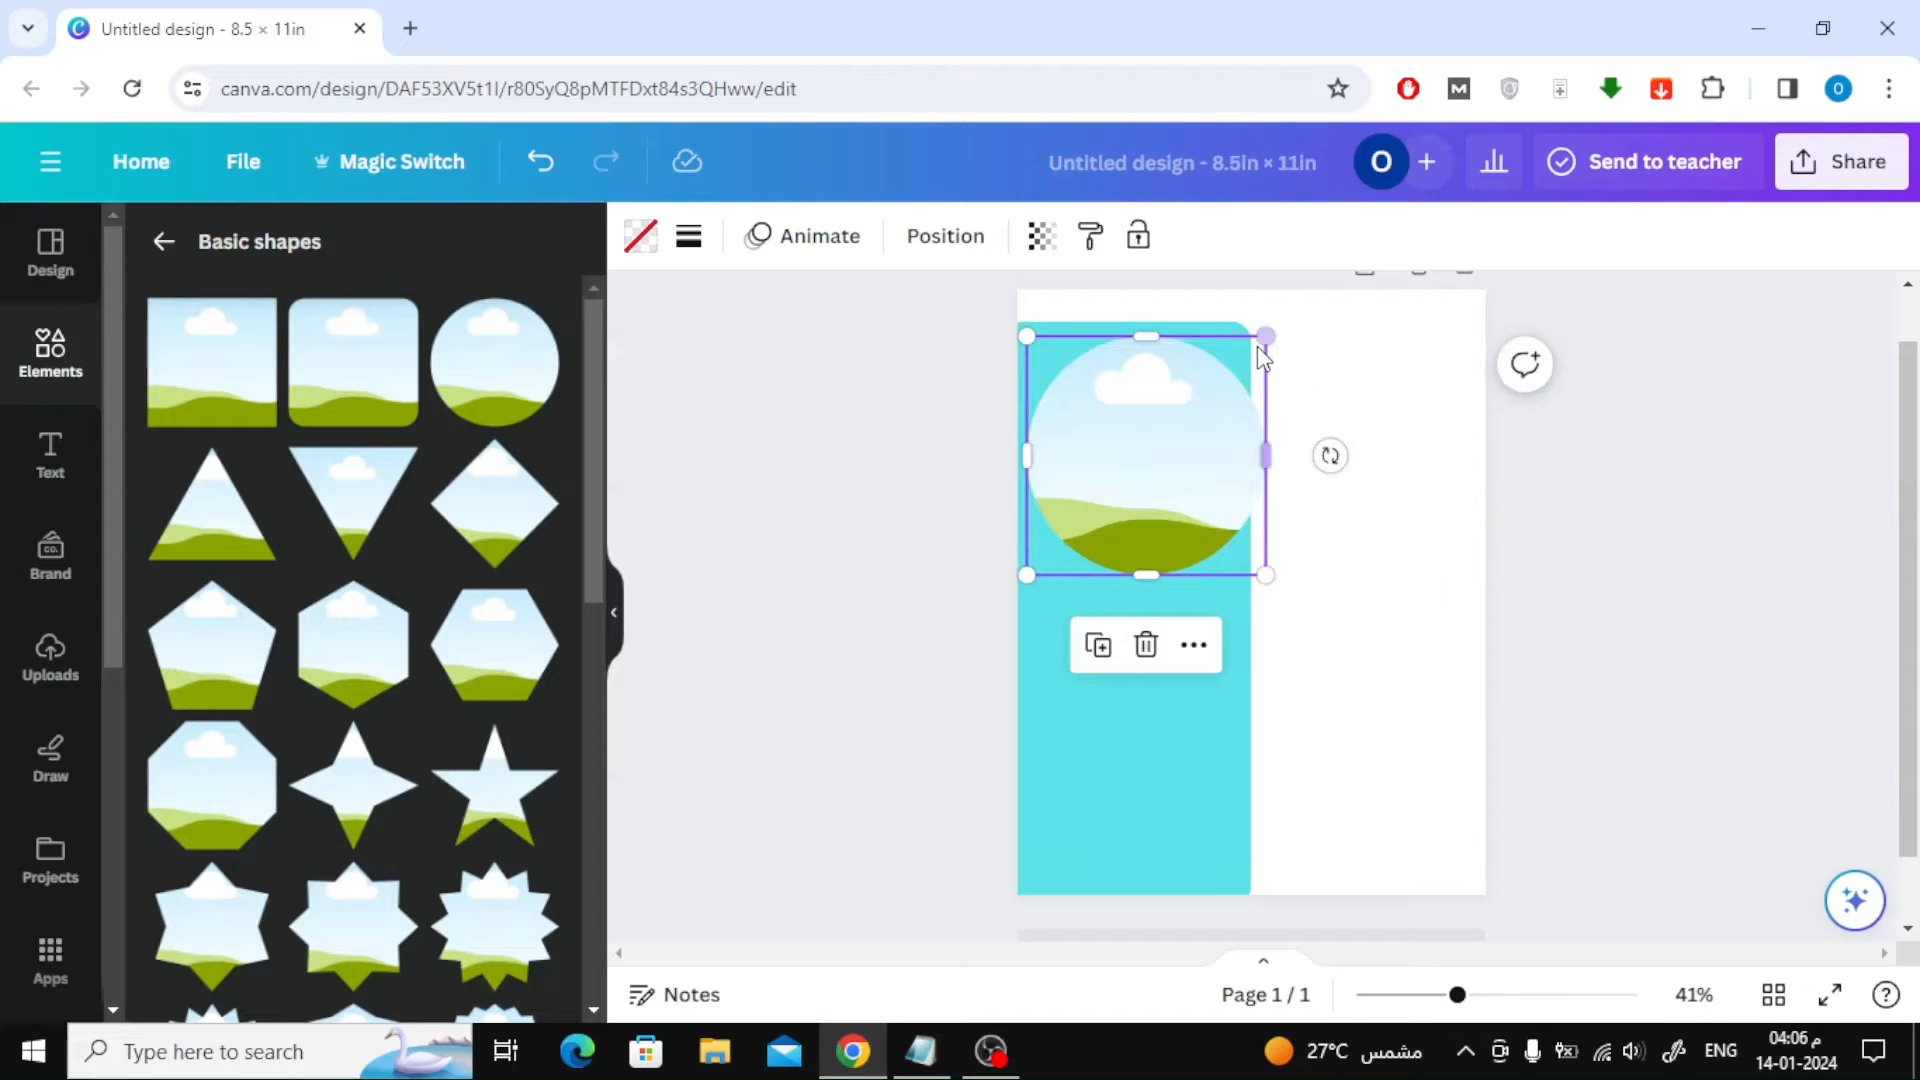 Untitled design - 8.5 × 11in
canva.com/design/DAF53XV5t1I/r80SyQ8pMTFDxt84s3QHww/edit
O
Home
File
Magic Switch
Untitled design - 8.5in × 11in
O
Send to teacher
Share
Design
Elements
Text
Brand
Uploads
Draw
Projects
Apps
Basic shapes
CO.
Animate
Position
Notes
Page 1 / 1
41%
Type here to search
27°C مشمس
ENG
04:06 م
14-01-2024